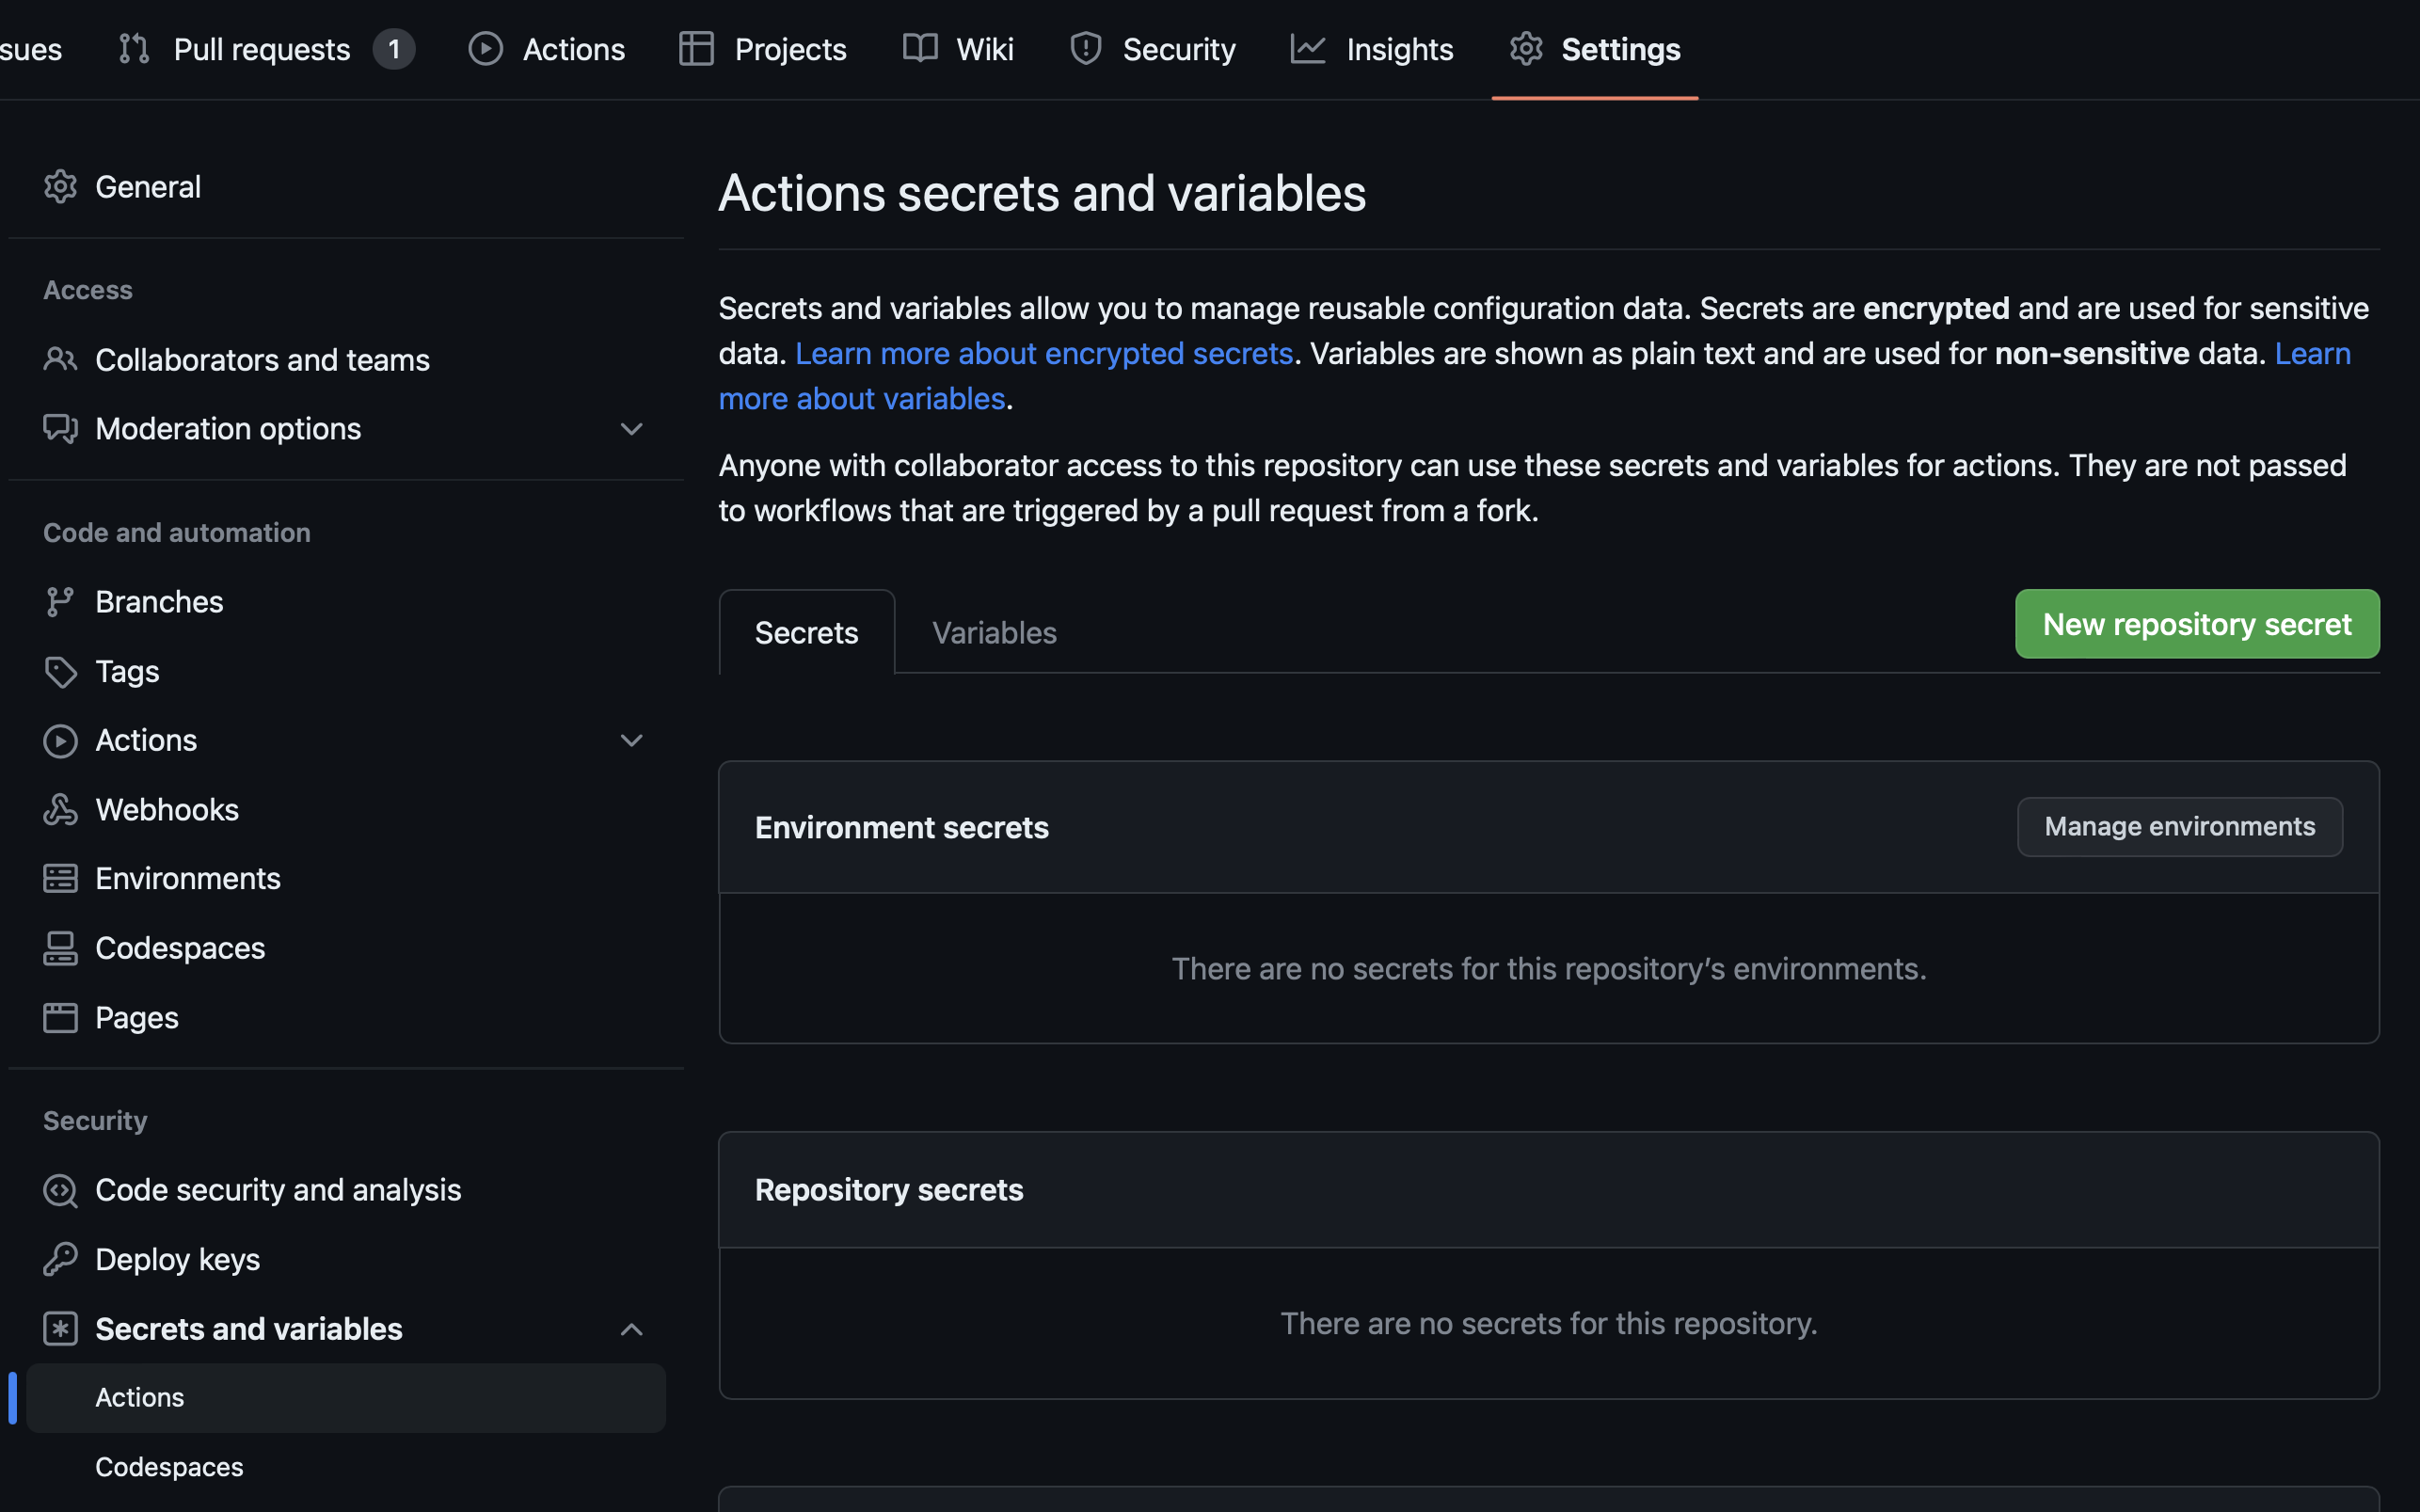 sues Pull requests 1 Actions Projects Wiki Security Insights Settings
General
Access
Collaborators and teams
Moderation options
Code and automation
Branches
Tags
Actions
Webhooks
Environments
Codespaces
Pages
Security
Code security and analysis
Deploy keys
Secrets and variables
Actions
Codespaces
Actions secrets and variables
Secrets and variables allow you to manage reusable configuration data. Secrets are encrypted and are used for sensitive
data. Learn more about encrypted secrets. Variables are shown as plain text and are used for non-sensitive data. Learn
more about variables.
Anyone with collaborator access to this repository can use these secrets and variables for actions. They are not passed
to workflows that are triggered by a pull request from a fork.
Secrets Variables New repository secret
Environment secrets Manage environments
There are no secrets for this repository’s environments.
Repository secrets
There are no secrets for this repository.